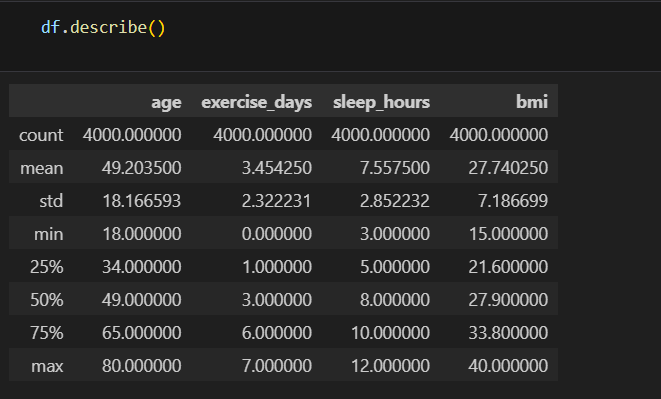 df.describe()
age exercise_days sleep_hours bmi
count 4000.000000 4000.000000 4000.000000 4000.000000
mean 49.203500 3.454250 7.557500 27.740250
std 18.166593 2.322231 2.852232 7.186699
min 18.000000 0.000000 3.000000 15.000000
25% 34.000000 1.000000 5.000000 21.600000
50% 49.000000 3.000000 8.000000 27.900000
75% 65.000000 6.000000 10.000000 33.800000
max 80.000000 7.000000 12.000000 40.000000